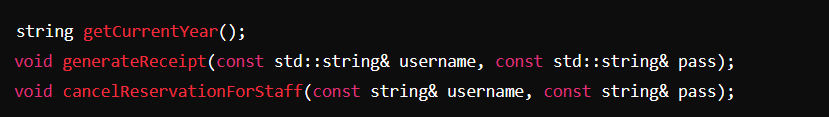 string getCurrentYear();
void generateReceipt(const std::string& username, const std::string& pass);
void cancelReservationForStaff(const string& username, const string& pass);